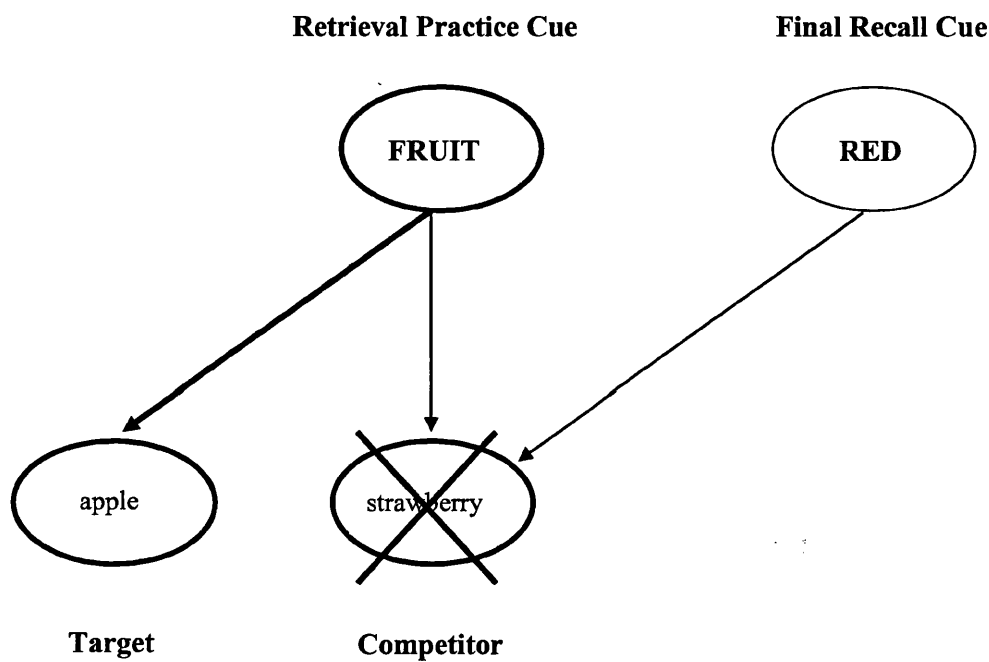 Retrieval Practice Cue
Final Recall Cue
FRUIT
RED
apple
strawberry
Target
Competitor